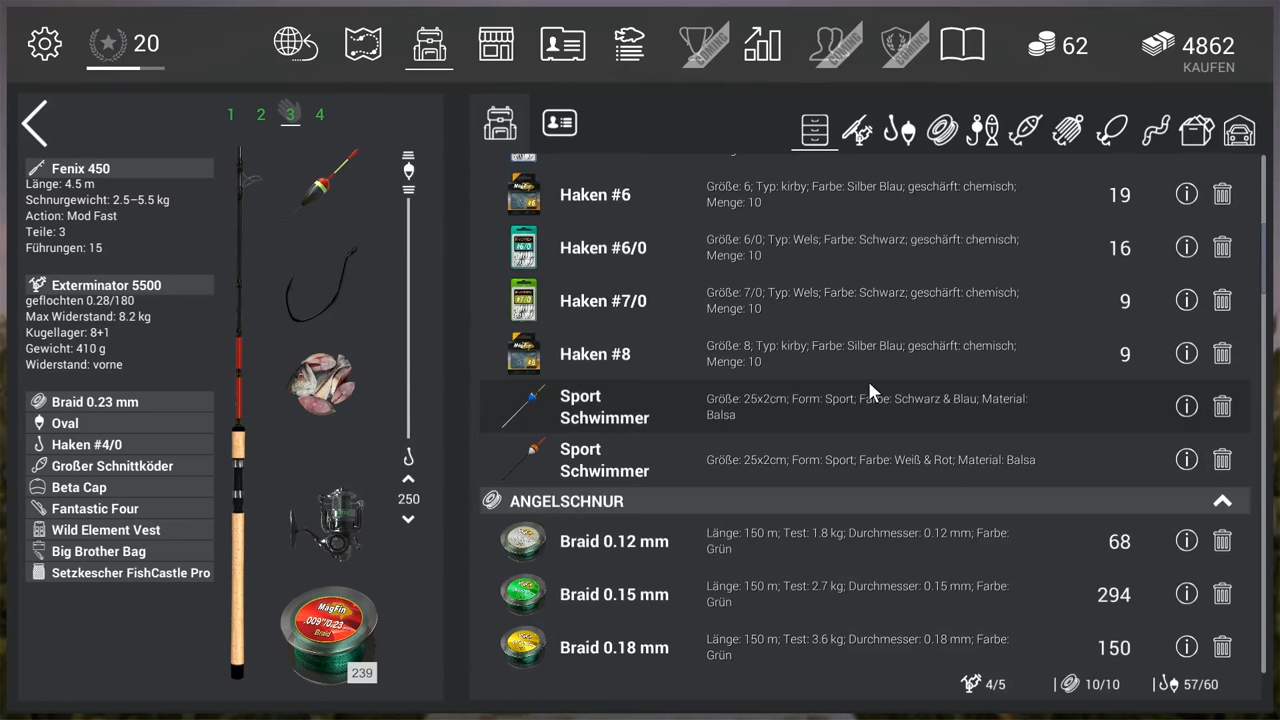 20
COMING
COMING
COMING
62
4862
KAUFEN
1 2 3 4
Fenix 450
Länge: 4.5 m
Schnurgewicht: 2.5–5.5 kg
Action: Mod Fast
Teile: 3
Führungen: 15
Exterminator 5500
geflochten 0.28/180
Max Widerstand: 8.2 kg
Kugellager: 8+1
Gewicht: 410 g
Widerstand: vorne
Braid 0.23 mm
Oval
Haken #4/0
Großer Schnittköder
Beta Cap
Fantastic Four
Wild Element Vest
Big Brother Bag
Setzkescher FishCastle Pro
250
MagFin
.009"/0.23
Braid
239
Haken #6
Größe: 6; Typ: kirby; Farbe: Silber Blau; geschärft: chemisch;
Menge: 10
19
Haken #6/0
Größe: 6/0; Typ: Wels; Farbe: Schwarz; geschärft: chemisch;
Menge: 10
16
Haken #7/0
Größe: 7/0; Typ: Wels; Farbe: Schwarz; geschärft: chemisch;
Menge: 10
9
Haken #8
Größe: 8; Typ: kirby; Farbe: Silber Blau; geschärft: chemisch;
Menge: 10
9
Sport
Schwimmer
Größe: 25x2cm; Form: Sport; Farbe: Schwarz & Blau; Material:
Balsa
Sport
Schwimmer
Größe: 25x2cm; Form: Sport; Farbe: Weiß & Rot; Material: Balsa
ANGELSCHNUR
Braid 0.12 mm
Länge: 150 m; Test: 1.8 kg; Durchmesser: 0.12 mm; Farbe:
Grün
68
Braid 0.15 mm
Länge: 150 m; Test: 2.7 kg; Durchmesser: 0.15 mm; Farbe:
Grün
294
Braid 0.18 mm
Länge: 150 m; Test: 3.6 kg; Durchmesser: 0.18 mm; Farbe:
Grün
150
4/5 10/10 57/60